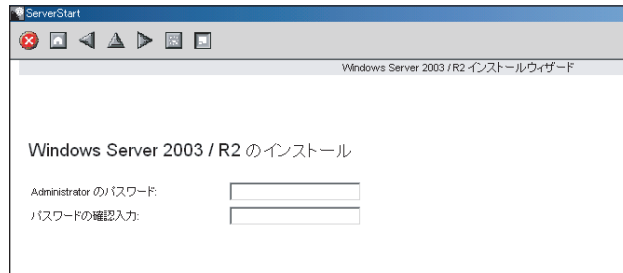 ServerStart
Windows Server 2003 / R2 インストールウィザード
Windows Server 2003 / R2 のインストール
Administrator のパスワード:
パスワードの確認入力: